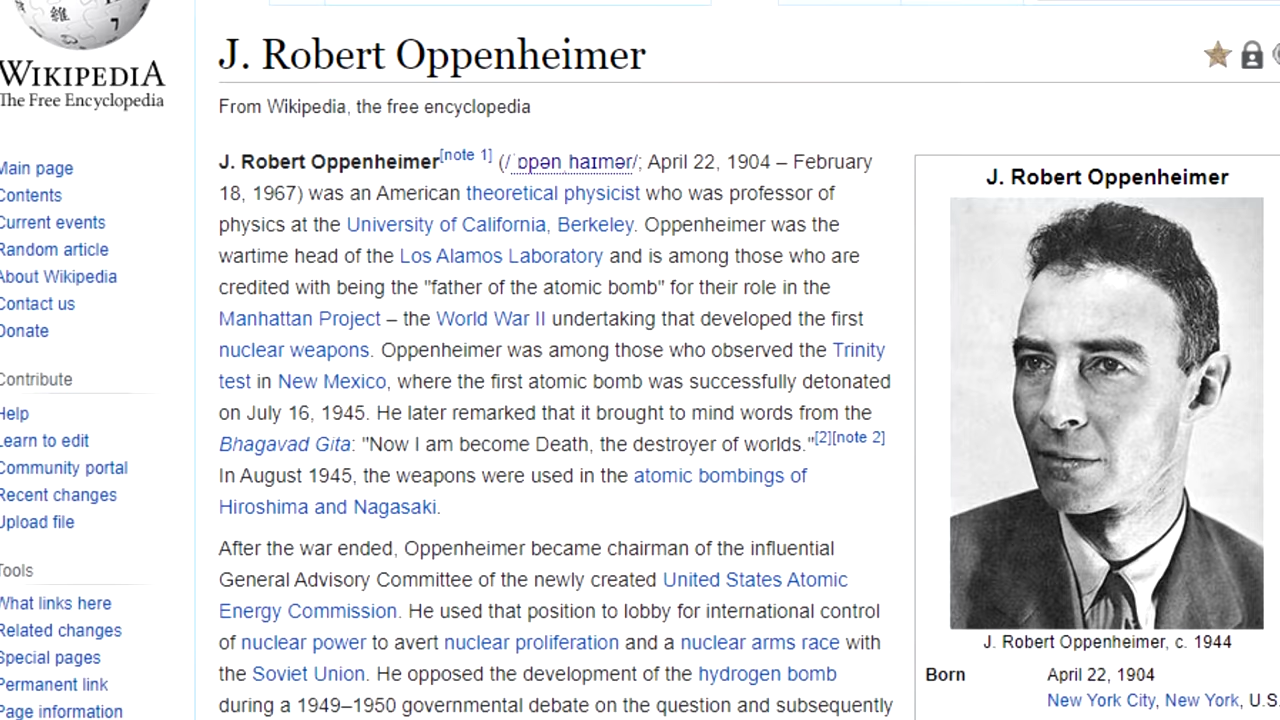 WIKIPEDIA
The Free Encyclopedia
Main page
Contents
Current events
Random article
About Wikipedia
Contact us
Donate
Contribute
Help
Learn to edit
Community portal
Recent changes
Upload file
Tools
What links here
Related changes
Special pages
Permanent link
Page information
J. Robert Oppenheimer
From Wikipedia, the free encyclopedia
J. Robert Oppenheimer[note 1] (/ˈɒpənˌhaɪmər/; April 22, 1904 – February
18, 1967) was an American theoretical physicist who was professor of
physics at the University of California, Berkeley. Oppenheimer was the
wartime head of the Los Alamos Laboratory and is among those who are
credited with being the "father of the atomic bomb" for their role in the
Manhattan Project – the World War II undertaking that developed the first
nuclear weapons. Oppenheimer was among those who observed the Trinity
test in New Mexico, where the first atomic bomb was successfully detonated
on July 16, 1945. He later remarked that it brought to mind words from the
Bhagavad Gita: "Now I am become Death, the destroyer of worlds."[2][note 2]
In August 1945, the weapons were used in the atomic bombings of
Hiroshima and Nagasaki.
After the war ended, Oppenheimer became chairman of the influential
General Advisory Committee of the newly created United States Atomic
Energy Commission. He used that position to lobby for international control
of nuclear power to avert nuclear proliferation and a nuclear arms race with
the Soviet Union. He opposed the development of the hydrogen bomb
during a 1949–1950 governmental debate on the question and subsequently
J. Robert Oppenheimer
J. Robert Oppenheimer, c. 1944
Born April 22, 1904
New York City, New York, U.S